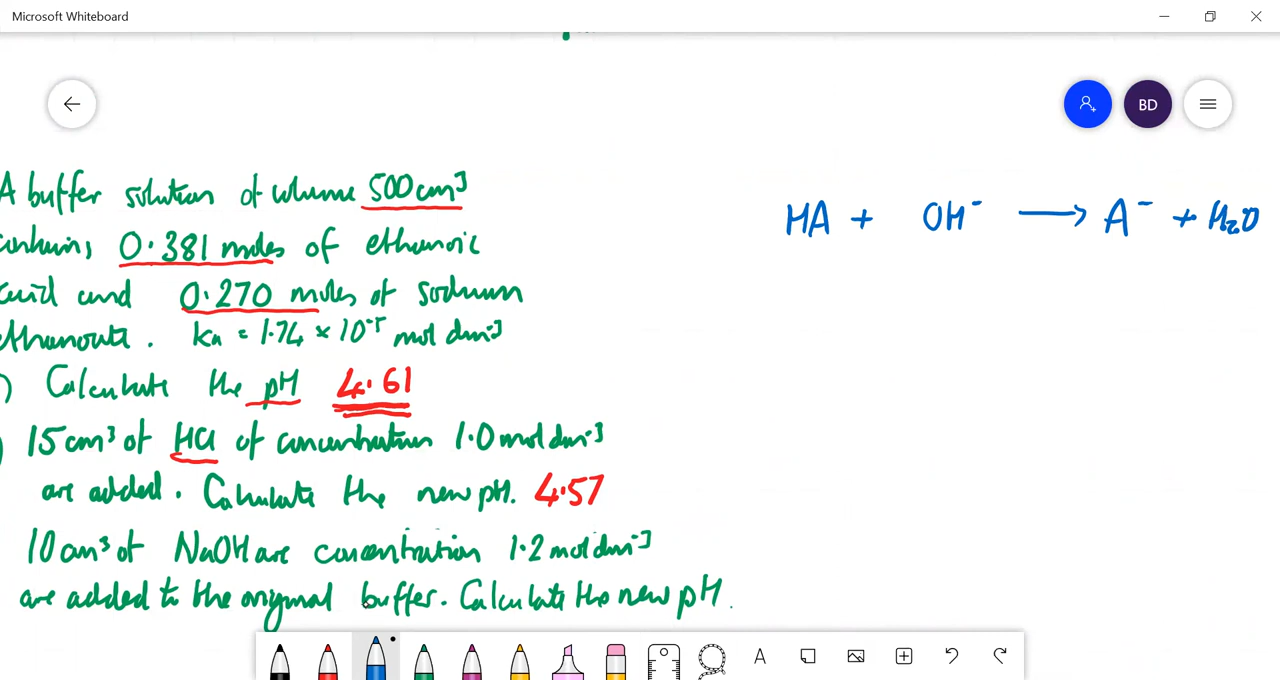 Microsoft Whiteboard
BD
A buffer solution of volume 500cm³
contains 0.381 moles of ethanoic
acid and 0.270 moles of sodium
ethanoate. Ka = 1.74 × 10⁻⁵ mol dm⁻³
) Calculate the pH 4.61
) 15cm³ of HCl of concentration 1.0 mol dm⁻³
are added. Calculate the new pH. 4.57
10cm³ of NaOH are concentration 1.2 mol dm⁻³
are added to the original buffer. Calculate the new pH.
HA + OH⁻ ⟶ A⁻ + H₂O
A